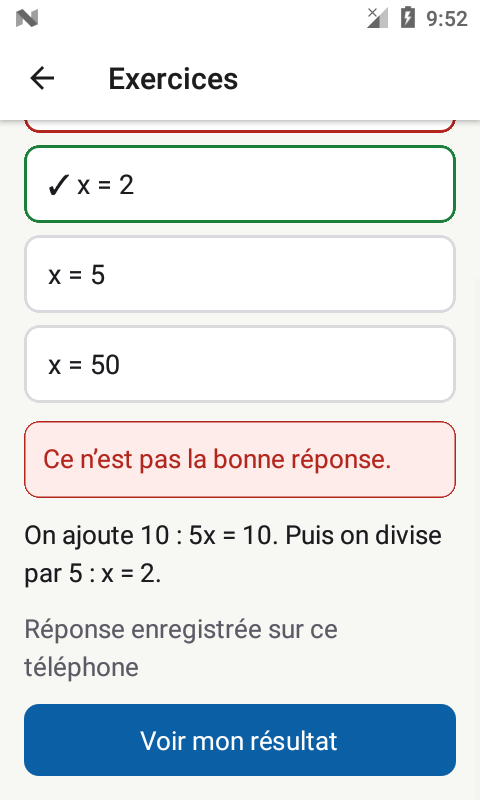 9:52
Exercices
✓ x = 2
x = 5
x = 50
Ce n’est pas la bonne réponse.
On ajoute 10 : 5x = 10. Puis on divise
par 5 : x = 2.
Réponse enregistrée sur ce
téléphone
Voir mon résultat